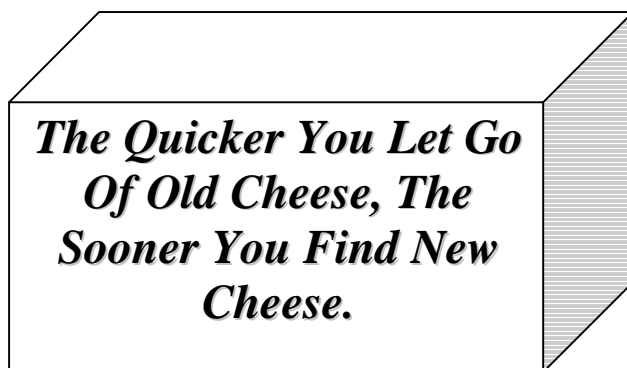 The Quicker You Let Go
Of Old Cheese, The
Sooner You Find New
Cheese.